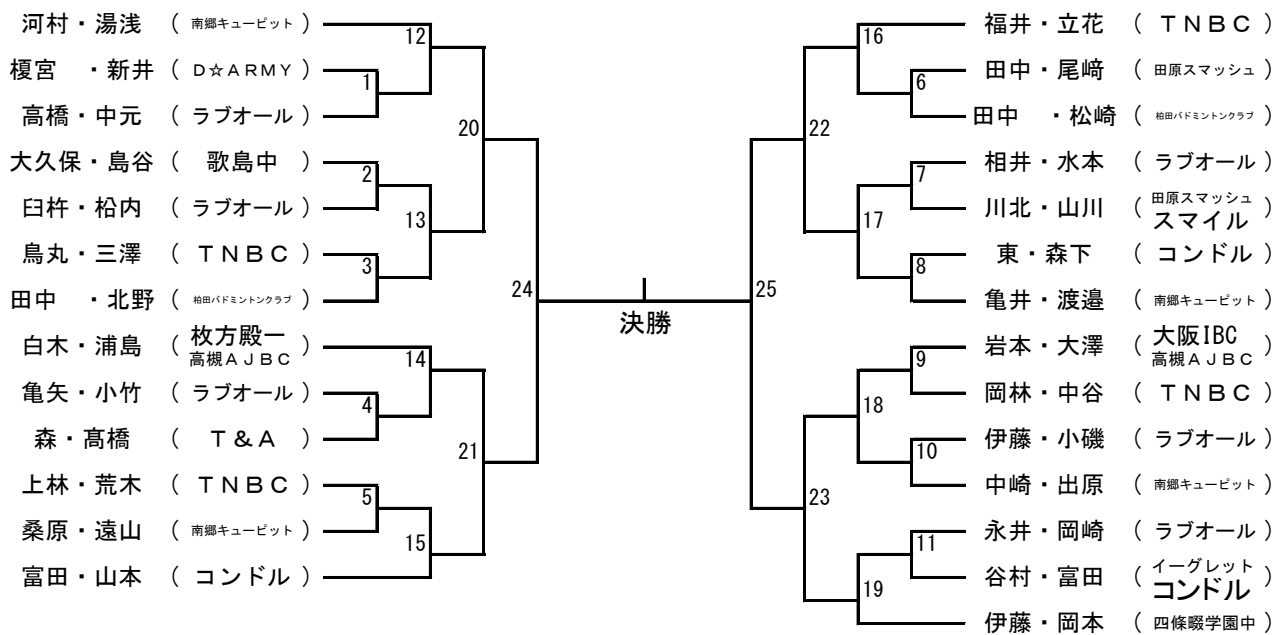 河村・湯浅 （ 南郷キューピット ）
榎宮 ・新井 （ D☆ARMY ）
高橋・中元 （ ラブオール ）
大久保・島谷 （ 歌島中 ）
臼杵・松内 （ ラブオール ）
鳥丸・三澤 （ ＴＮＢＣ ）
田中 ・北野 （ 柏田バドミントンクラブ ）
白木・浦島 （ 枚方殿一 高槻ＡＪＢＣ ）
亀矢・小竹 （ ラブオール ）
森・髙橋 （ Ｔ＆Ａ ）
上林・荒木 （ ＴＮＢＣ ）
桑原・遠山 （ 南郷キューピット ）
富田・山本 （ コンドル ）
12
1
20
2
13
3
24
14
4
21
5
15
決勝
16
6
22
7
17
8
25
9
18
10
23
11
19
福井・立花 （ ＴＮＢＣ ）
田中・尾﨑 （ 田原スマッシュ ）
田中 ・松崎 （ 柏田バドミントンクラブ ）
相井・水本 （ ラブオール ）
川北・山川 （ 田原スマッシュ スマイル ）
東・森下 （ コンドル ）
亀井・渡邉 （ 南郷キューピット ）
岩本・大澤 （ 大阪IBC 高槻ＡＪＢＣ ）
岡林・中谷 （ ＴＮＢＣ ）
伊藤・小磯 （ ラブオール ）
中崎・出原 （ 南郷キューピット ）
永井・岡崎 （ ラブオール ）
谷村・富田 （ イーグレット コンドル ）
伊藤・岡本 （ 四條畷学園中 ）